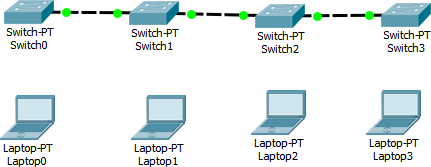 Switch-PT
Switch0
Switch-PT
Switch1
Switch-PT
Switch2
Switch-PT
Switch3
Laptop-PT
Laptop0
Laptop-PT
Laptop1
Laptop-PT
Laptop2
Laptop-PT
Laptop3